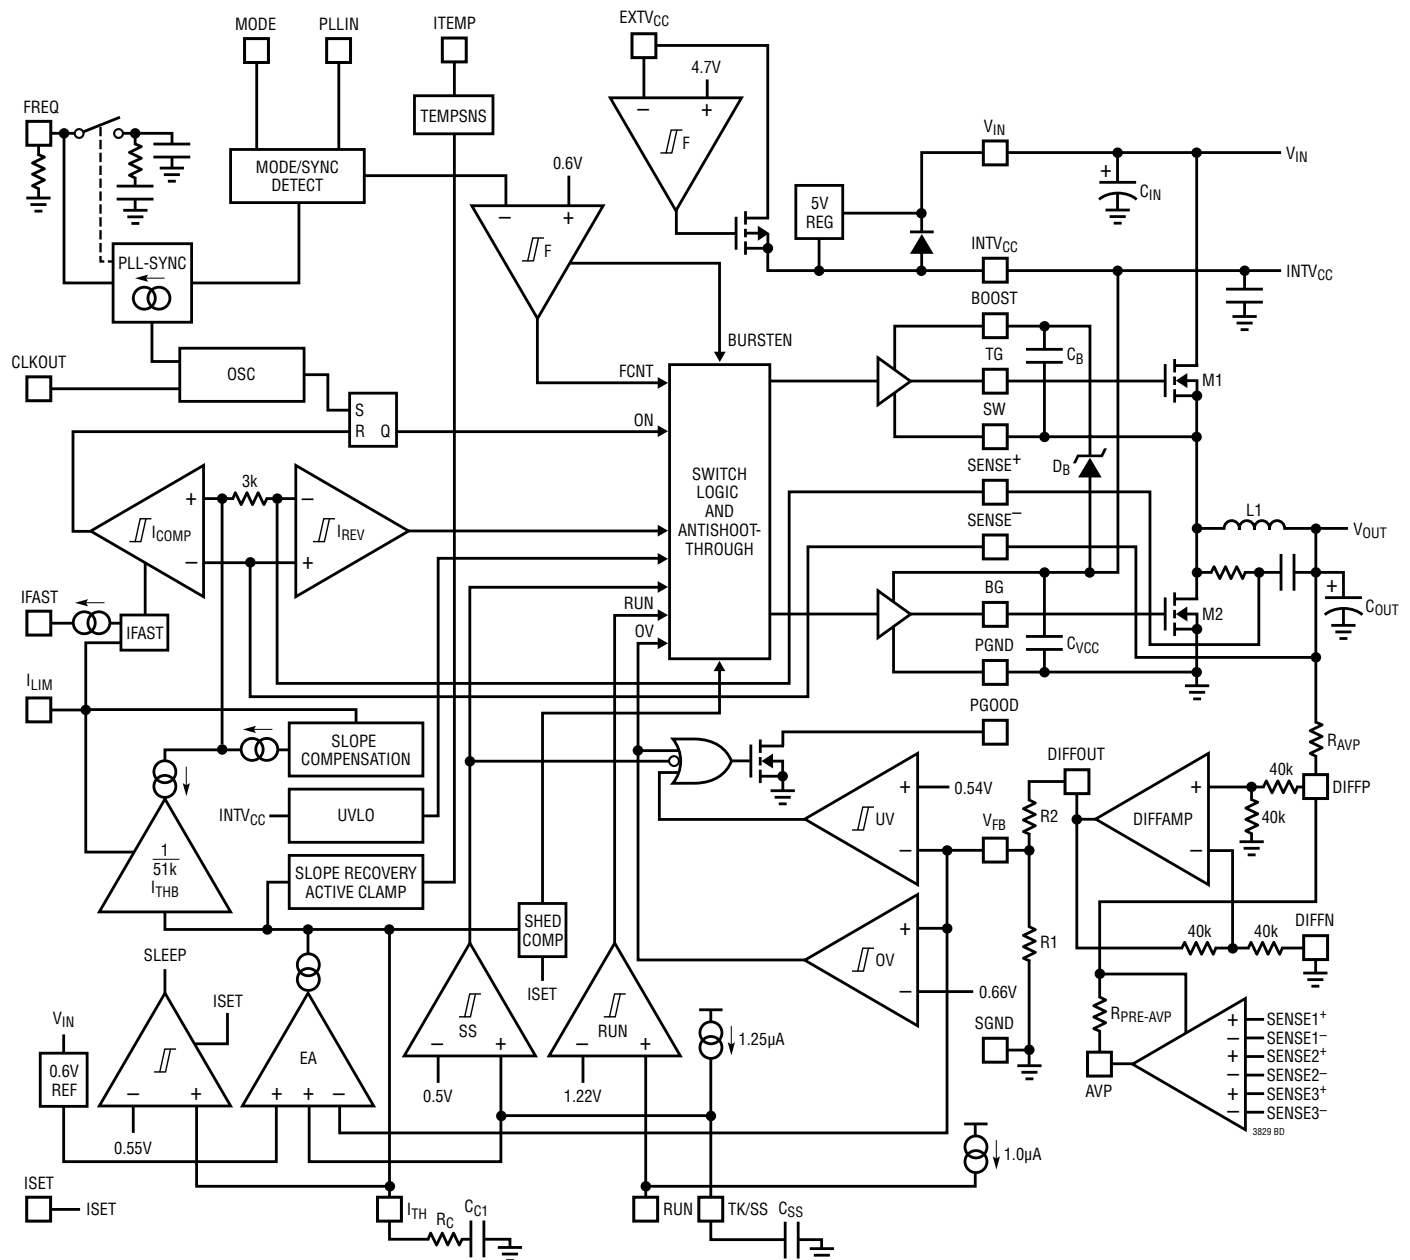 MODE
PLLIN
ITEMP
EXTVCC
4.7V
FREQ
TEMPSNS
F
VIN
VIN
MODE/SYNC
DETECT
0.6V
CIN
5V
REG
F
INTVCC
INTVCC
PLL-SYNC
BOOST
BURSTEN
CLKOUT
OSC
FCNT
TG
CB
M1
S
R Q
ON
SW
SENSE+
DB
3k
SWITCH
LOGIC
AND
ANTISHOOT-
THROUGH
SENSE–
L1
VOUT
+
ICOMP
–
–
IREV
+
IFAST
IFAST
RUN
OV
BG
M2
COUT
PGND
CVCC
ILIM
PGOOD
SLOPE
COMPENSATION
RAVP
DIFFOUT
40k
DIFFP
0.54V
INTVCC
UVLO
UV
VFB
R2
DIFFAMP
40k
1
51k
ITHB
SLOPE RECOVERY
ACTIVE CLAMP
SHED
COMP
R1
40k
40k
DIFFN
SLEEP
OV
ISET
ISET
0.66V
SS
RUN
1.25µA
SGND
RPRE-AVP
SENSE1+
SENSE1–
SENSE2+
SENSE2–
SENSE3+
SENSE3–
VIN
0.6V
REF
EA
AVP
0.5V
1.22V
0.55V
3829 BD
1.0µA
ISET
ISET
ITH
RC
CC1
RUN
TK/SS
CSS